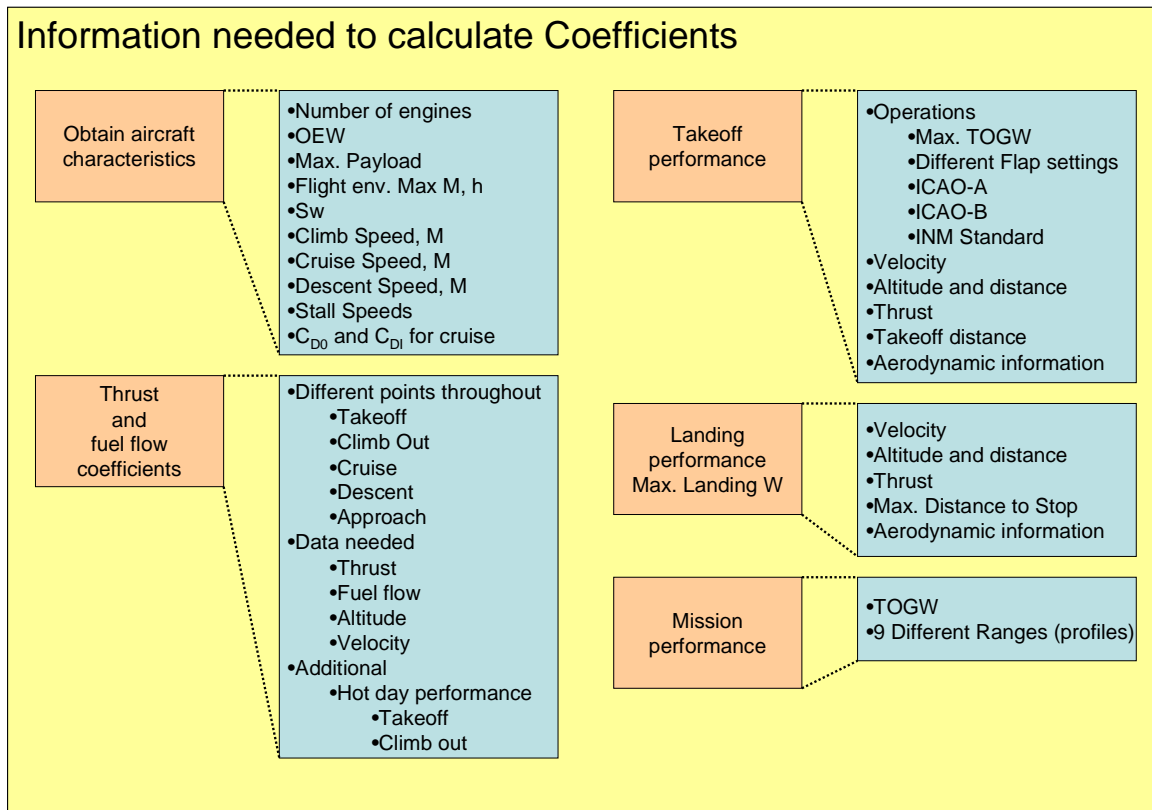 Information needed to calculate Coefficients
Obtain aircraft
characteristics
•Number of engines
•OEW
•Max. Payload
•Flight env. Max M, h
•Sw
•Climb Speed, M
•Cruise Speed, M
•Descent Speed, M
•Stall Speeds
•C_D0 and C_DI for cruise
Thrust
and
fuel flow
coefficients
•Different points throughout
•Takeoff
•Climb Out
•Cruise
•Descent
•Approach
•Data needed
•Thrust
•Fuel flow
•Altitude
•Velocity
•Additional
•Hot day performance
•Takeoff
•Climb out
Takeoff
performance
•Operations
•Max. TOGW
•Different Flap settings
•ICAO-A
•ICAO-B
•INM Standard
•Velocity
•Altitude and distance
•Thrust
•Takeoff distance
•Aerodynamic information
Landing
performance
Max. Landing W
•Velocity
•Altitude and distance
•Thrust
•Max. Distance to Stop
•Aerodynamic information
Mission
performance
•TOGW
•9 Different Ranges (profiles)